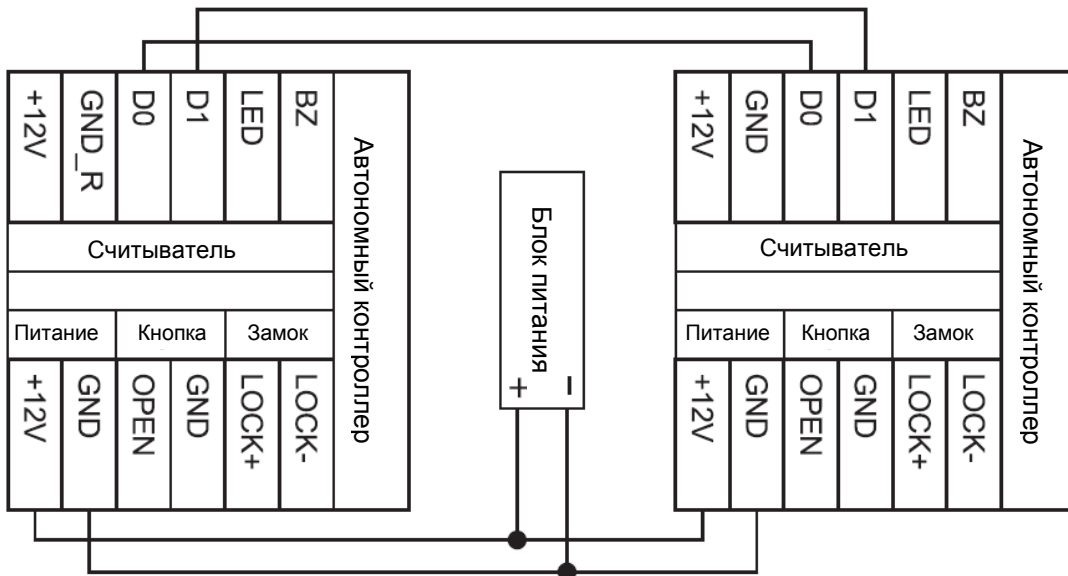 +12V
GND_R
D0
D1
LED
BZ
Считыватель
Питание
Кнопка
Замок
+12V
GND
OPEN
GND
LOCK+
LOCK-
Автономный контроллер
Блок питания
+
−
+12V
GND
D0
D1
LED
BZ
Считыватель
Питание
Кнопка
Замок
+12V
GND
OPEN
GND
LOCK+
LOCK-
Автономный контроллер